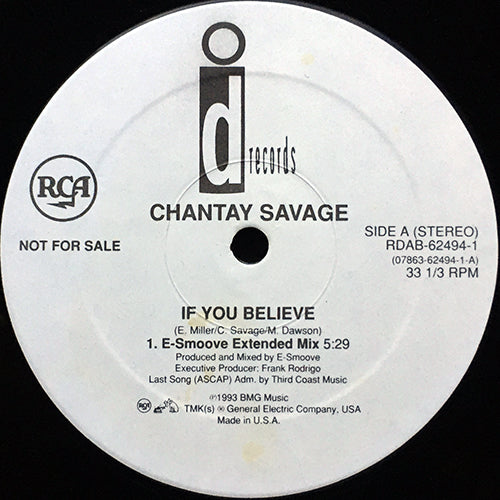 id records
RCA
CHANTAY SAVAGE
NOT FOR SALE
SIDE A (STEREO)
RDAB-62494-1
(07863-62494-1-A)
33 1/3 RPM
IF YOU BELIEVE
(E. Miller/C. Savage/M. Dawson)
1. E-Smoove Extended Mix 5:29
Produced and Mixed by E-Smoove
Executive Producer: Frank Rodrigo
Last Song (ASCAP) Adm. by Third Coast Music
℗1993 BMG Music
RCA TMK(s) ® General Electric Company, USA
Made in U.S.A.